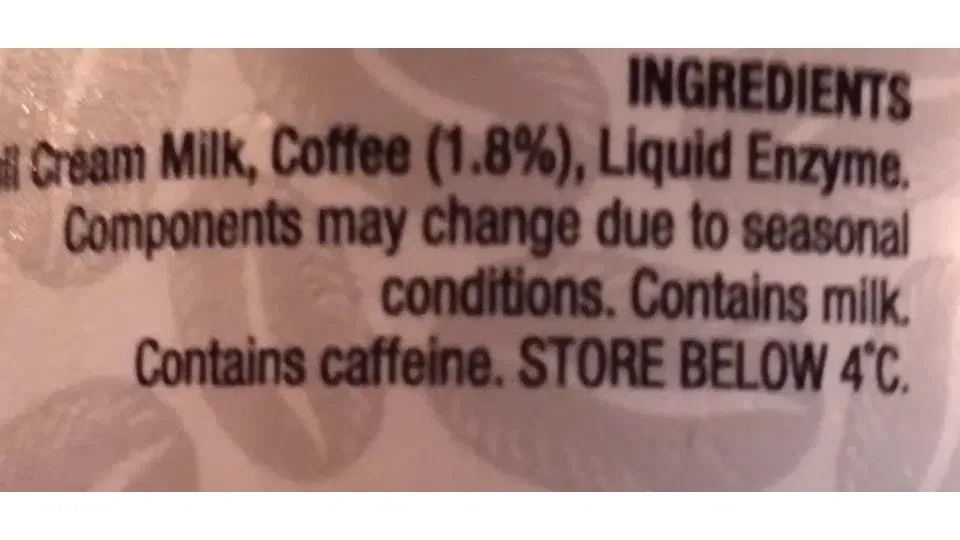 INGREDIENTS
Cream Milk, Coffee (1.8%), Liquid Enzyme.
Components may change due to seasonal
conditions. Contains milk.
Contains caffeine. STORE BELOW 4°C.